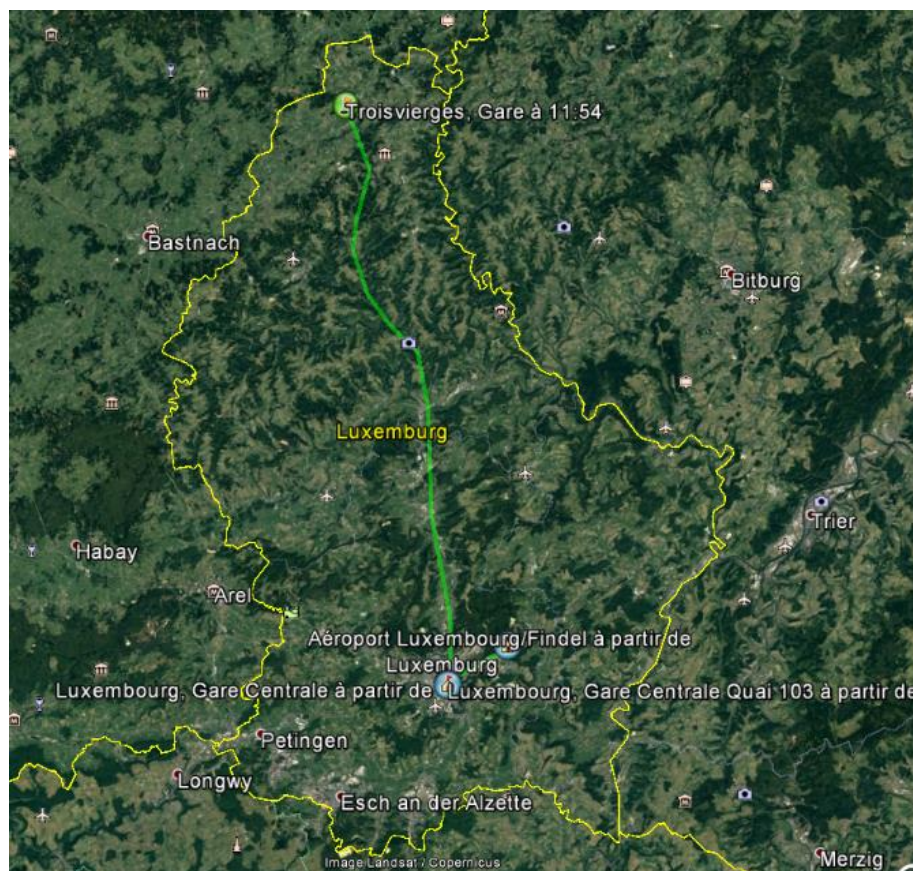 Troisvierges, Gare à 11:54
Bastnach
Bitburg
Luxemburg
Trier
Habay
Arel
Aéroport Luxembourg/Findel à partir de
Luxemburg
Luxembourg, Gare Centrale à partir de
Luxembourg, Gare Centrale Quai 103 à partir de
Petingen
Longwy
Esch an der Alzette
Merzig
Image Landsat / Copernicus